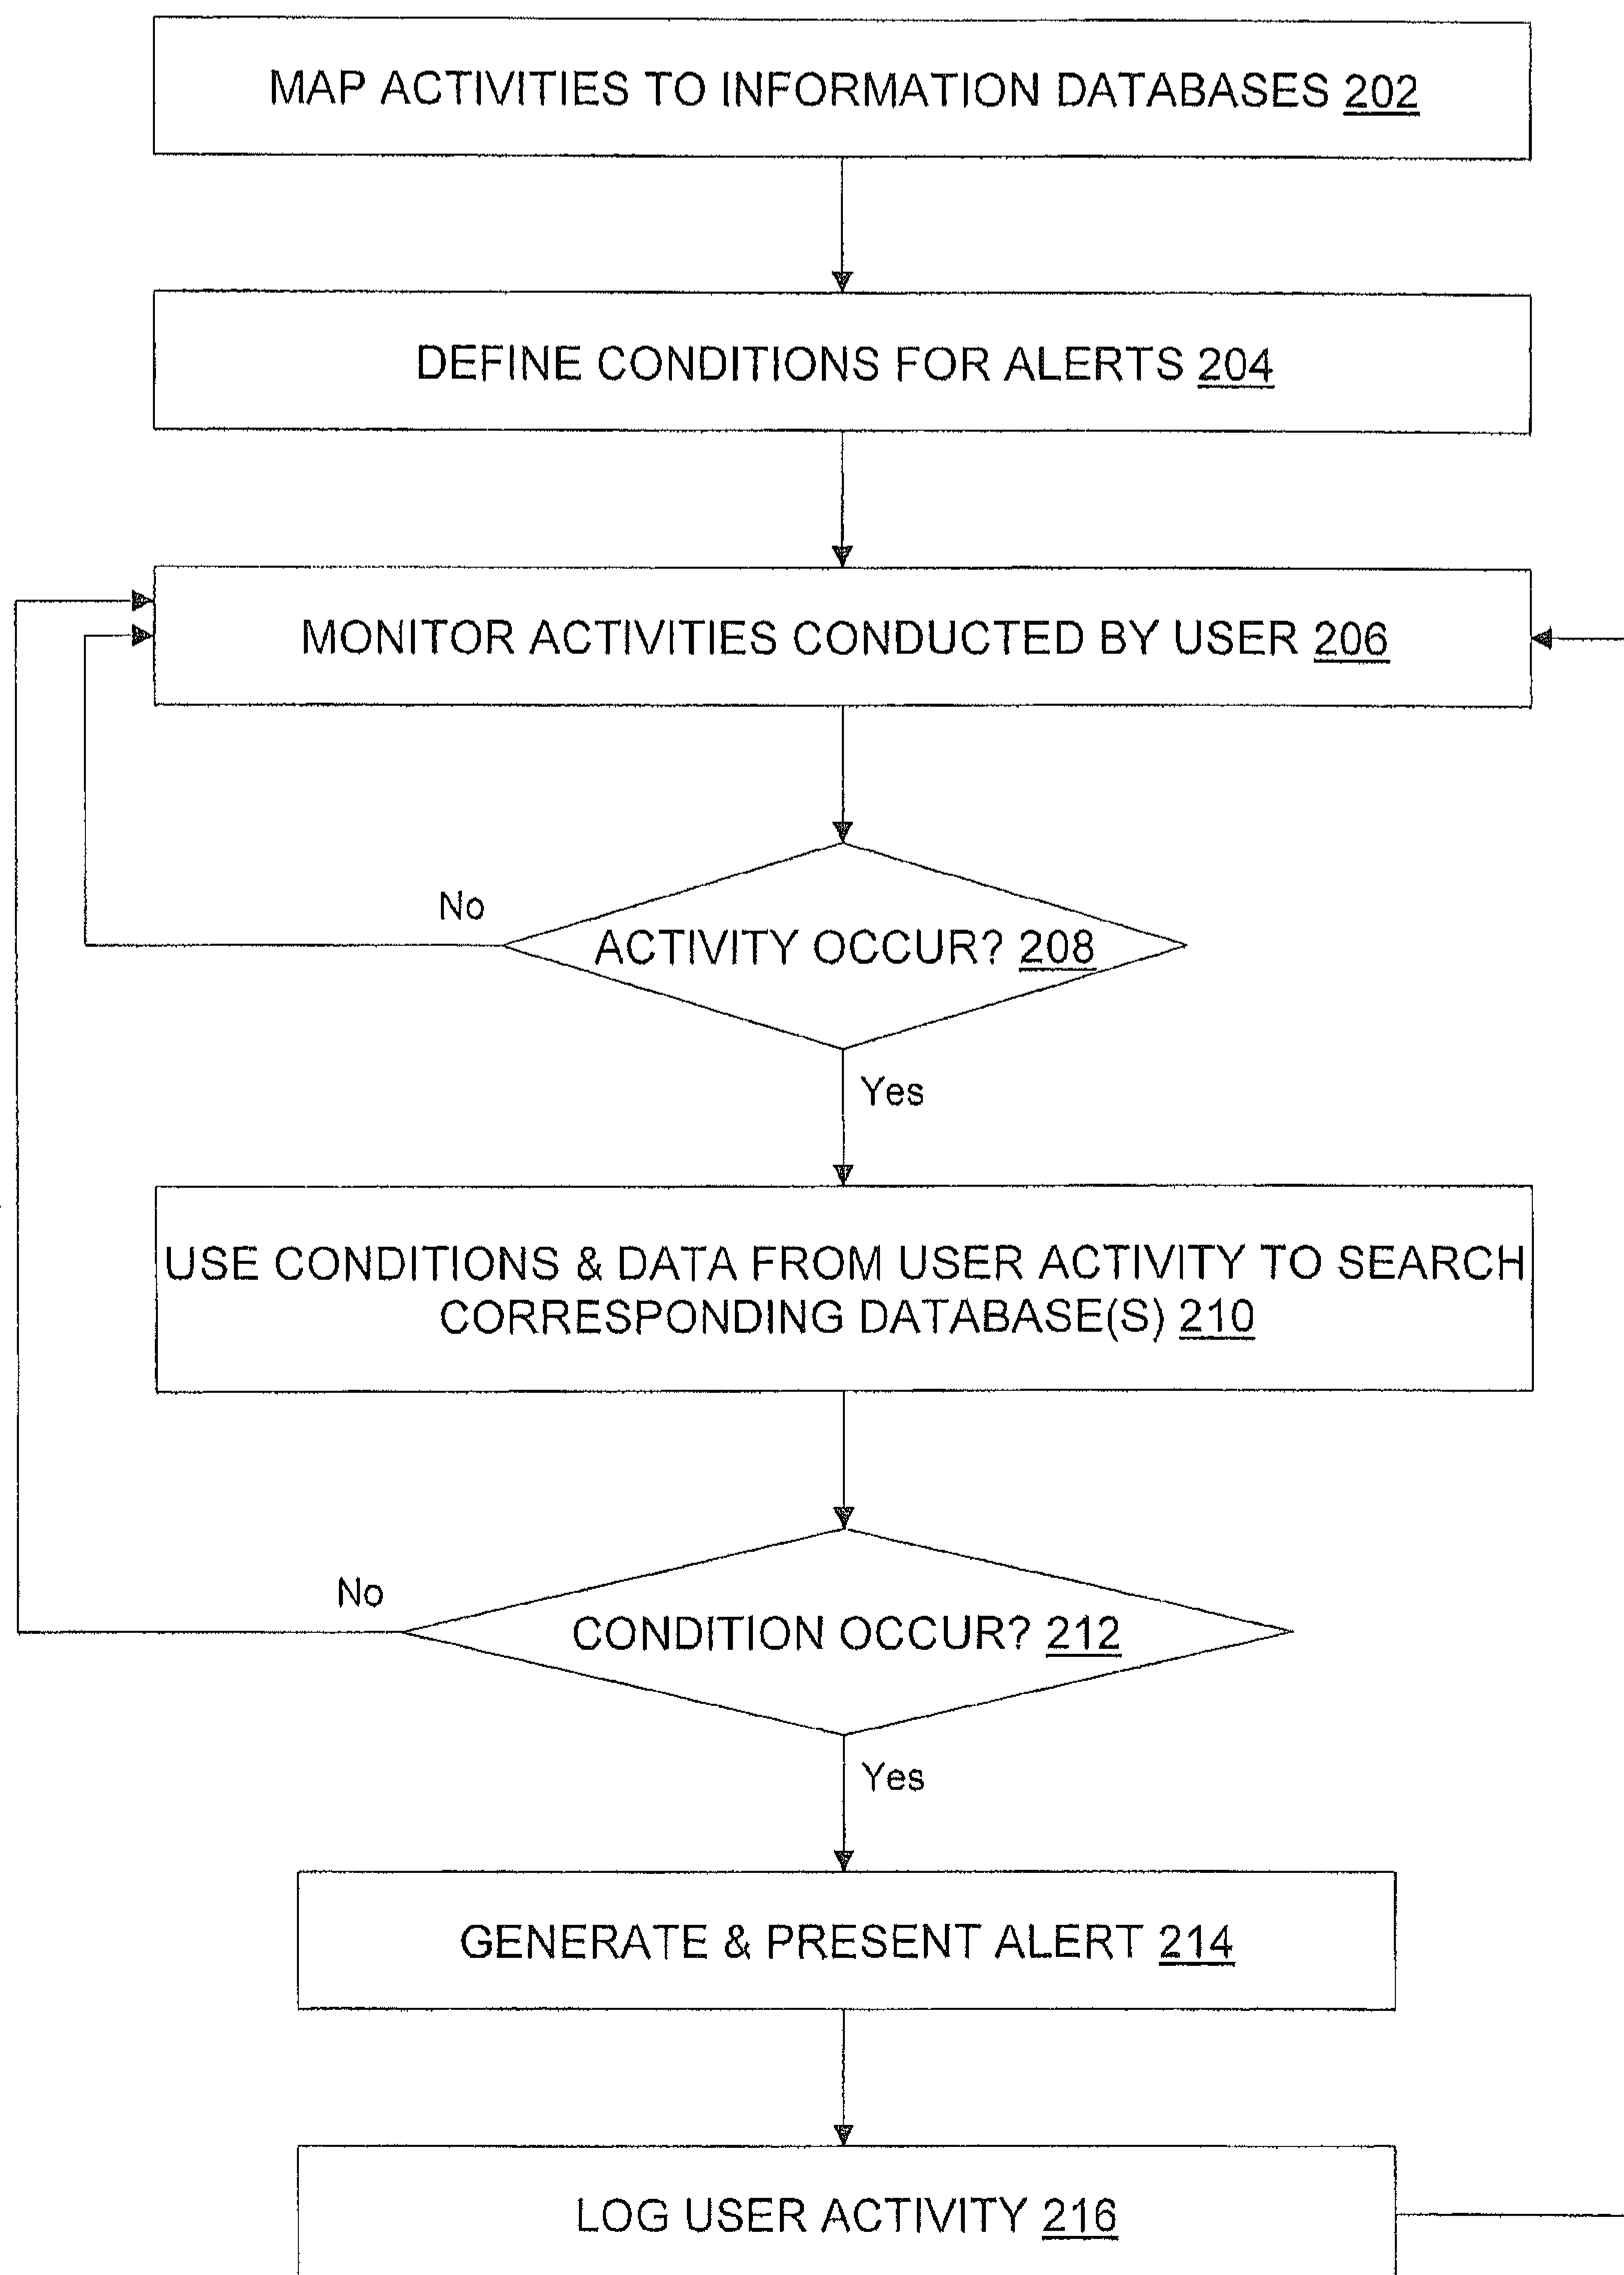 MAP ACTIVITIES TO INFORMATION DATABASES 202
DEFINE CONDITIONS FOR ALERTS 204
MONITOR ACTIVITIES CONDUCTED BY USER 206
No
ACTIVITY OCCUR? 208
Yes
USE CONDITIONS & DATA FROM USER ACTIVITY TO SEARCH
CORRESPONDING DATABASE(S) 210
No
CONDITION OCCUR? 212
Yes
GENERATE & PRESENT ALERT 214
LOG USER ACTIVITY 216